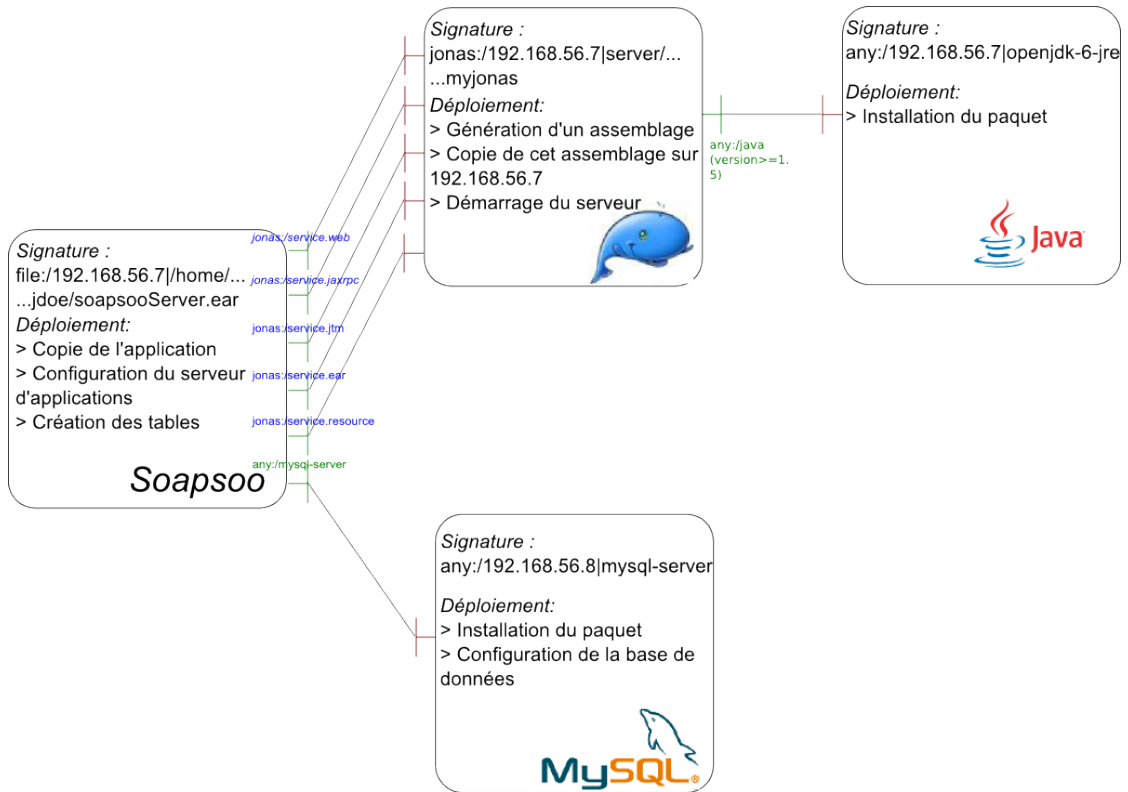 Signature :
file:/192.168.56.7|/home/...
...jdoe/soapsooServer.ear
Déploiement:
> Copie de l'application
> Configuration du serveur
d'applications
> Création des tables
Soapsoo
jonas:/service.web
jonas:/service.jaxrpc
jonas:/service.jtm
jonas:/service.ear
jonas:/service.resource
any:/mysql-server
Signature :
jonas:/192.168.56.7|server/...
...myjonas
Déploiement:
> Génération d'un assemblage
> Copie de cet assemblage sur
192.168.56.7
> Démarrage du serveur
any:/java
(version>=1.
5)
Signature :
any:/192.168.56.7|openjdk-6-jre
Déploiement:
> Installation du paquet
Java
Signature :
any:/192.168.56.8|mysql-server
Déploiement:
> Installation du paquet
> Configuration de la base de
données
MySQL®